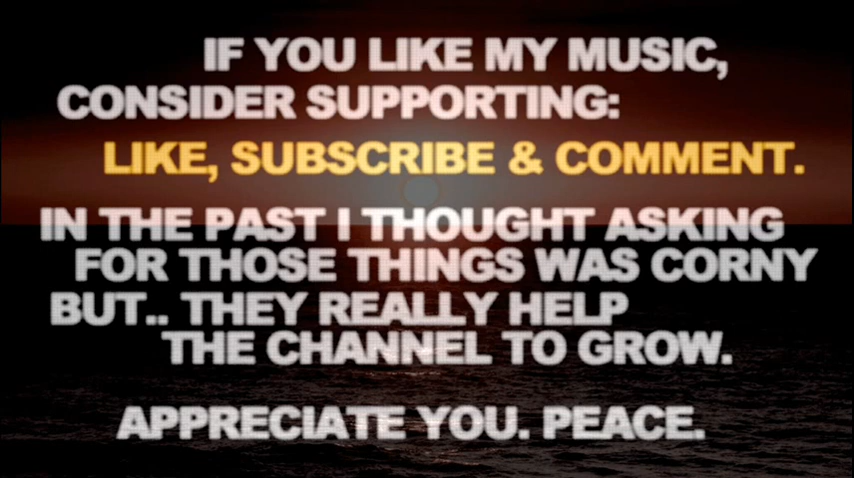 IF YOU LIKE MY MUSIC,
CONSIDER SUPPORTING:
LIKE, SUBSCRIBE & COMMENT.
IN THE PAST I THOUGHT ASKING
FOR THOSE THINGS WAS CORNY
BUT.. THEY REALLY HELP
THE CHANNEL TO GROW.
APPRECIATE YOU. PEACE.